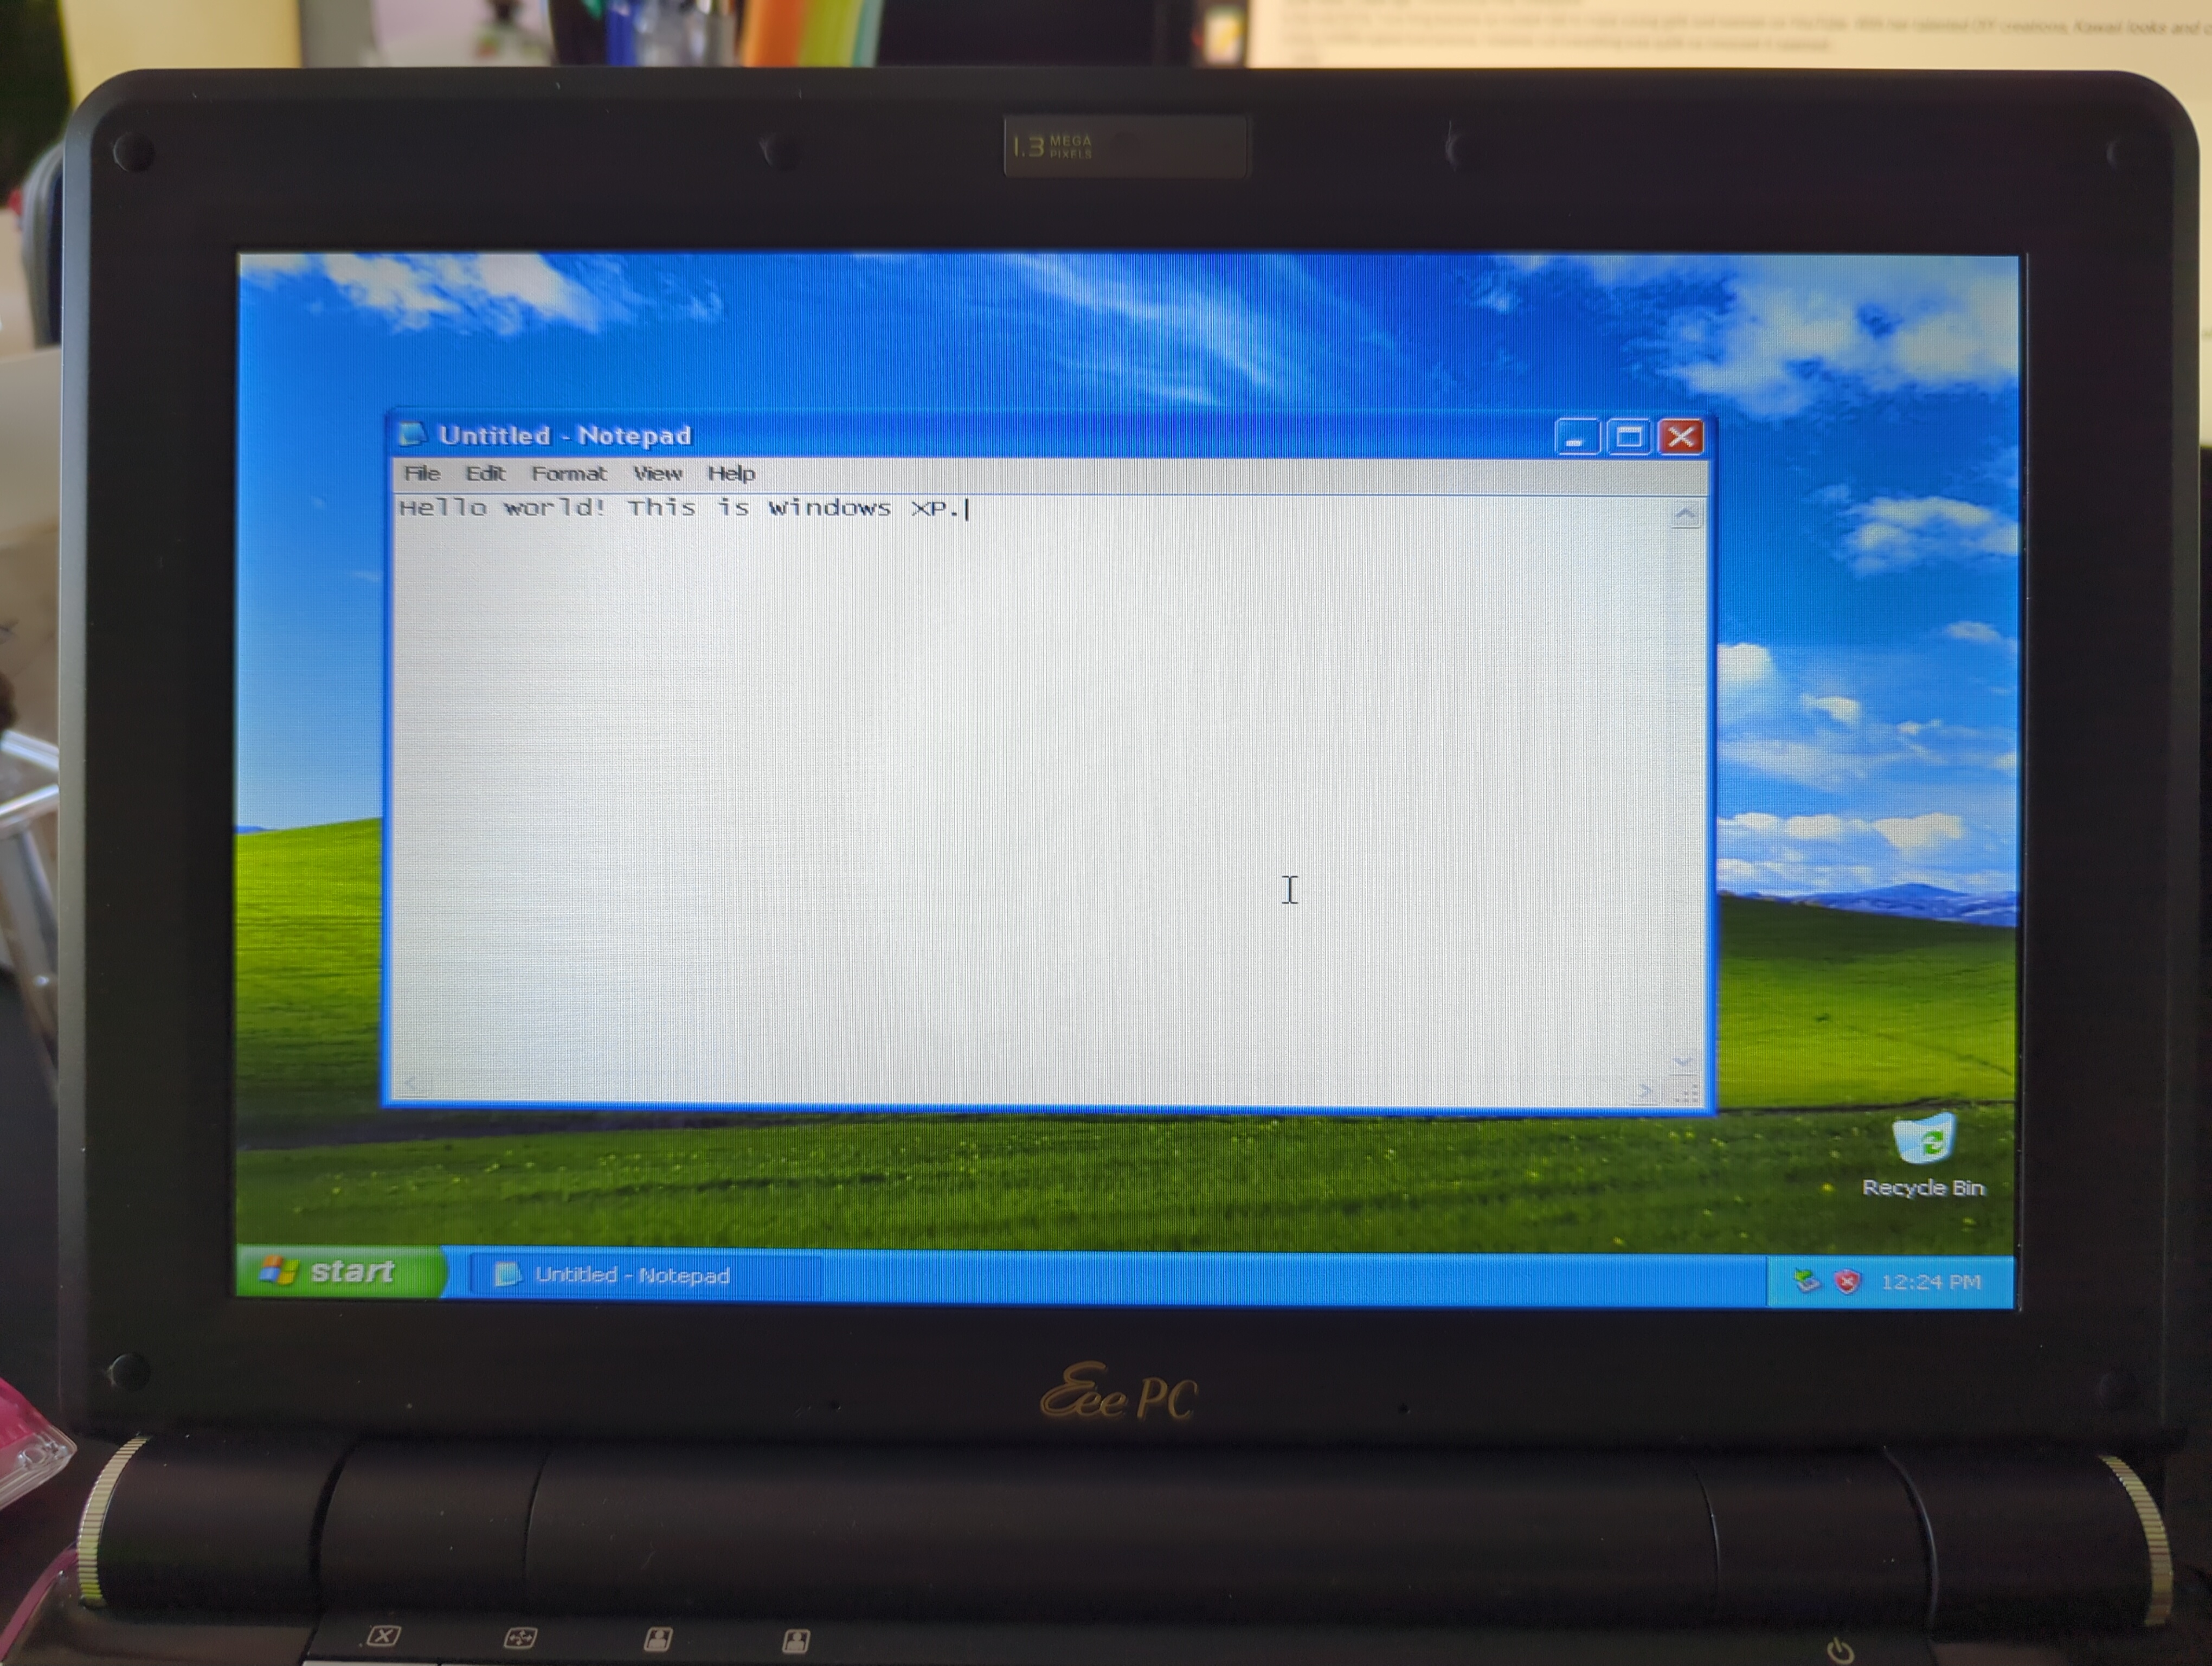 1.3 MEGA PIXELS
Untitled - Notepad
File Edit Format View Help
Hello world! This is windows XP.
Recycle Bin
start
Untitled - Notepad
12:24 PM
Eee PC